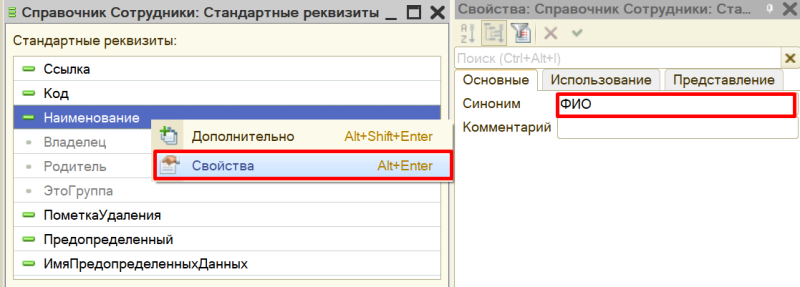 Справочник Сотрудники: Стандартные реквизиты
Стандартные реквизиты:
Ссылка
Код
Наименование
Владелец
Родитель
ЭтоГруппа
ПометкаУдаления
Предопределенный
ИмяПредопределенныхДанных
Дополнительно Alt+Shift+Enter
Свойства Alt+Enter
Свойства: Справочник Сотрудники: Ста...
Поиск (Ctrl+Alt+I)
Основные Использование Представление
Синоним ФИО
Комментарий